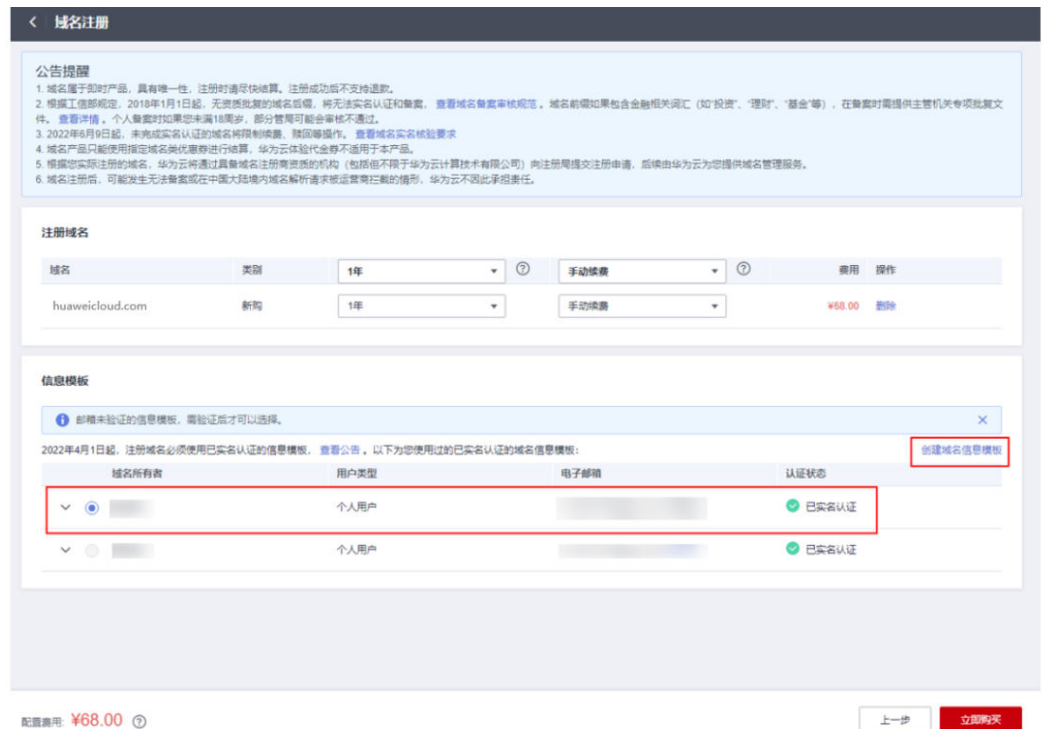 域名注册
公告提醒
1. 域名属于即时产品，具有唯一性，注册时请尽快结算。注册成功后不支持退款。
2. 根据工信部规定，2018年1月1日起，无资质批复的域名后缀，将无法实名认证和备案，查看域名备案审核规范。域名前缀如果包含金融相关词汇（如“投资”、“理财”、“基金”等），在备案时需提供主管机关专项批复文
件。 查看详情。个人备案时如果您未满18周岁，部分管局可能会审核不通过。
3. 2022年6月9日起，未完成实名认证的域名将限制续费、赎回等操作。 查看域名实名核验要求
4. 域名产品只能使用指定域名类优惠券进行结算，华为云体验代金券不适用于本产品。
5. 根据您实际注册的域名，华为云将通过具备域名注册商资质的机构（包括但不限于华为云计算技术有限公司）向注册局提交注册申请，后续由华为云为您提供域名管理服务。
6. 域名注册后，可能发生无法备案或在中国大陆境内域名解析请求被运营商拦截的情形，华为云不因此承担责任。
注册域名
域名 类别 1年 手动续费 费用 操作
huaweicloud.com 新购 1年 手动续费 ¥68.00 删除
信息模板
邮箱未验证的信息模板，需验证后才可以选择。
2022年4月1日起，注册域名必须使用已实名认证的信息模板， 查看公告。以下为您使用过的已实名认证的域名信息模板： 创建域名信息模板
域名所有者 用户类型 电子邮箱 认证状态
个人用户 已实名认证
个人用户 已实名认证
配置费用: ¥68.00 上一步 立即购买